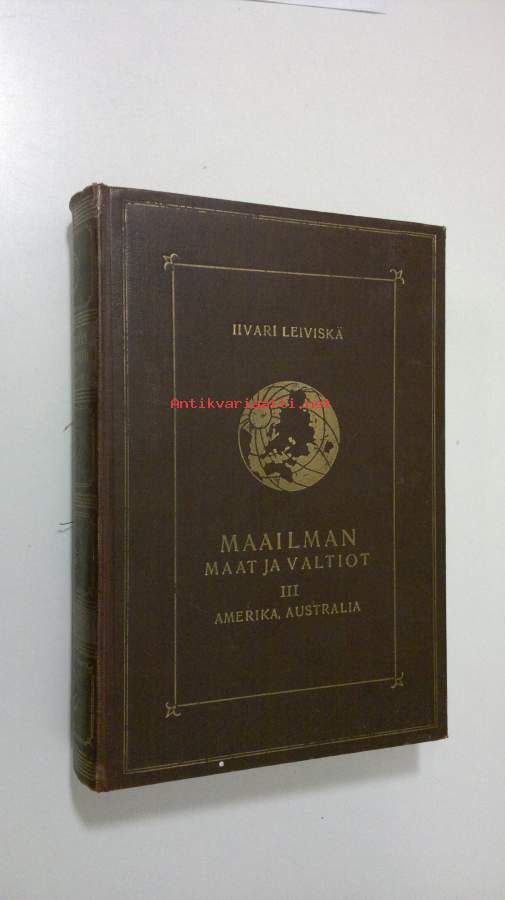 IIVARI LEIVISKÄ
Antikvariaatti.net
MAAILMAN
MAAT JA VALTIOT
III
AMERIKA, AUSTRALIA